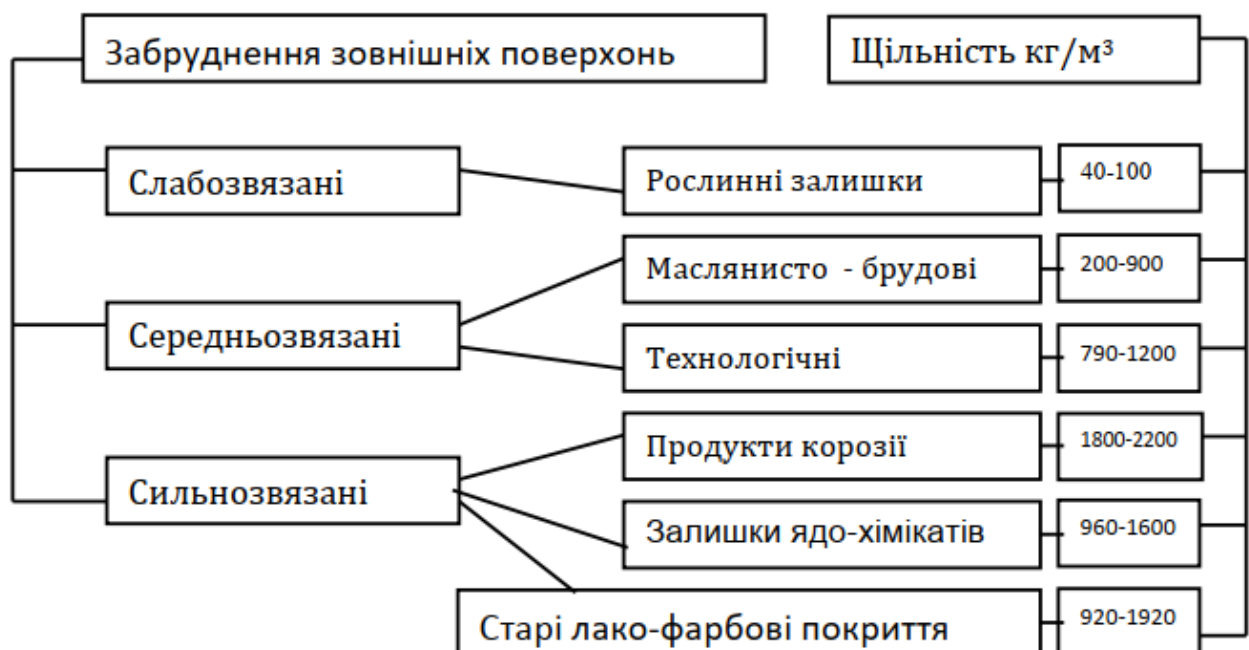 Забруднення зовнішніх поверхонь
Щільність кг/м³
Слабозвязані
Рослинні залишки
40-100
Маслянисто - брудові
200-900
Середньозвязані
Технологічні
790-1200
Продукти корозії
1800-2200
Сильнозвязані
Залишки ядо-хімікатів
960-1600
Старі лако-фарбові покриття
920-1920